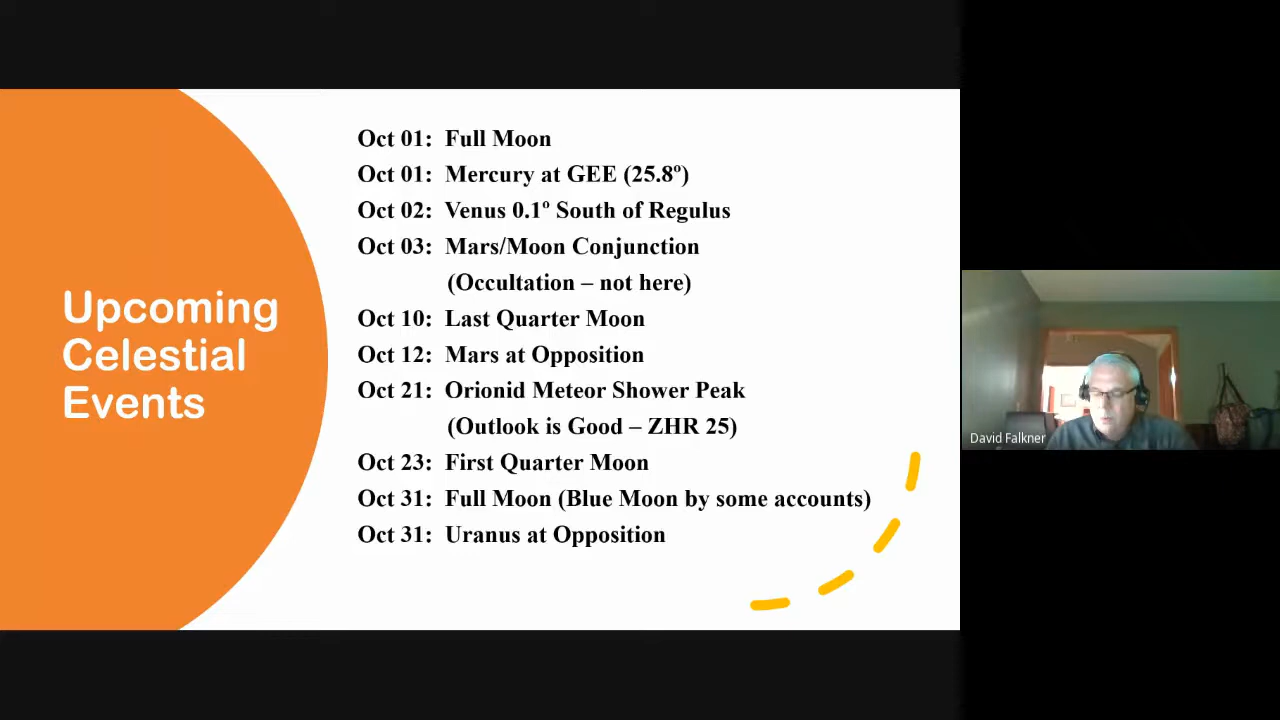 Upcoming
Celestial
Events
Oct 01: Full Moon
Oct 01: Mercury at GEE (25.8º)
Oct 02: Venus 0.1º South of Regulus
Oct 03: Mars/Moon Conjunction
(Occultation – not here)
Oct 10: Last Quarter Moon
Oct 12: Mars at Opposition
Oct 21: Orionid Meteor Shower Peak
(Outlook is Good – ZHR 25)
Oct 23: First Quarter Moon
Oct 31: Full Moon (Blue Moon by some accounts)
Oct 31: Uranus at Opposition
David Falkner